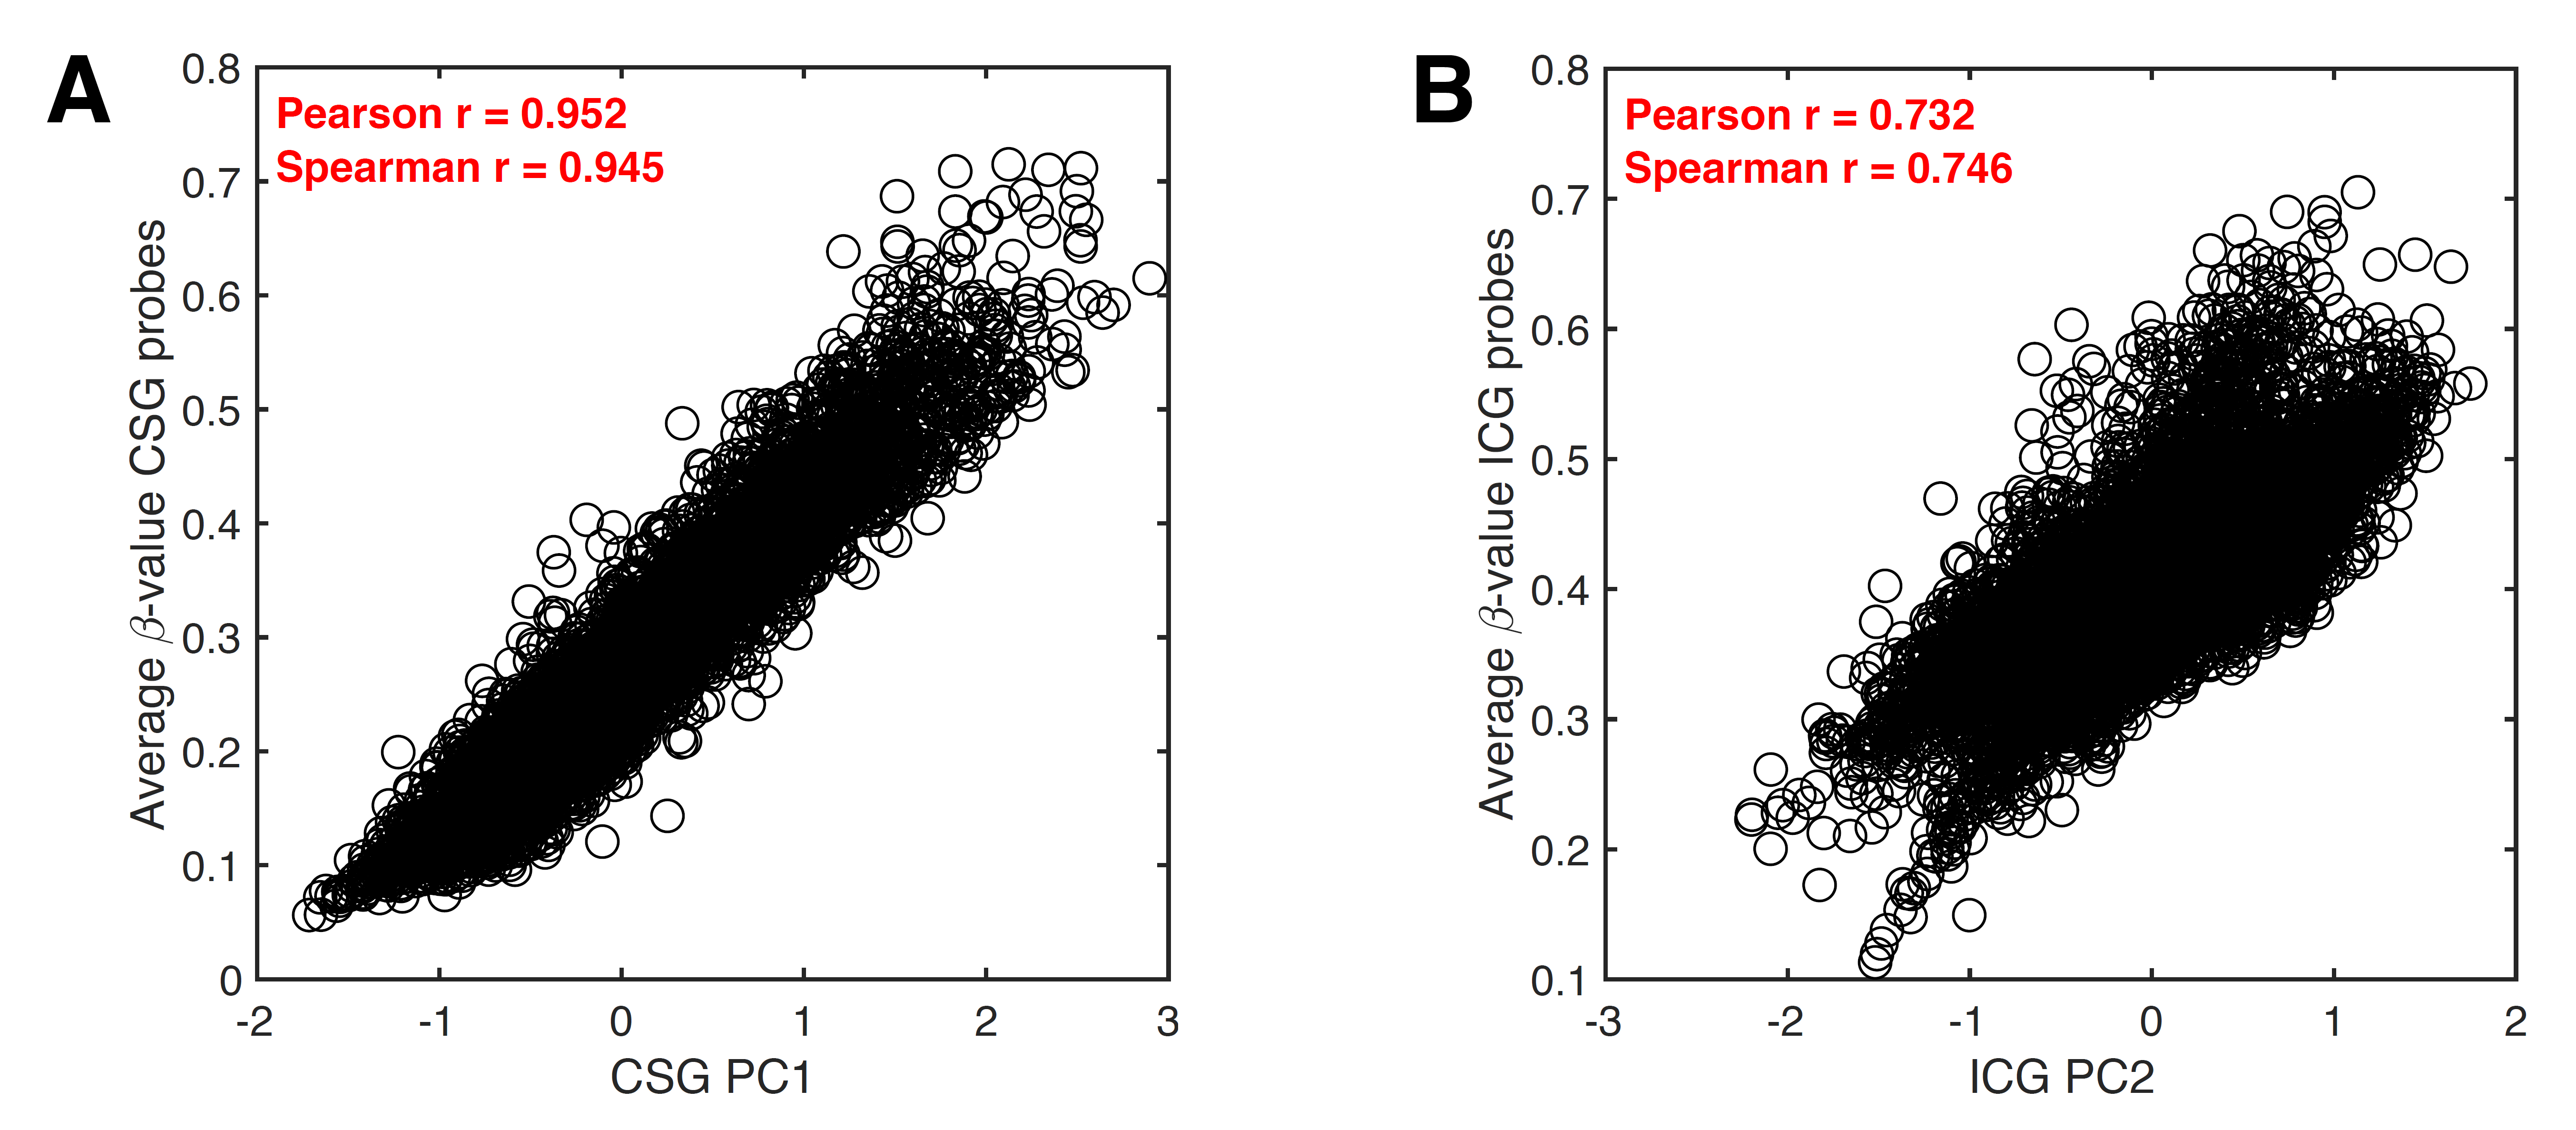 A
Pearson r = 0.952
Spearman r = 0.945
Average β-value CSG probes
0.8
0.7
0.6
0.5
0.4
0.3
0.2
0.1
0
-2 -1 0 1 2 3
CSG PC1
B
Pearson r = 0.732
Spearman r = 0.746
Average β-value ICG probes
0.8
0.7
0.6
0.5
0.4
0.3
0.2
0.1
-3 -2 -1 0 1 2
ICG PC2